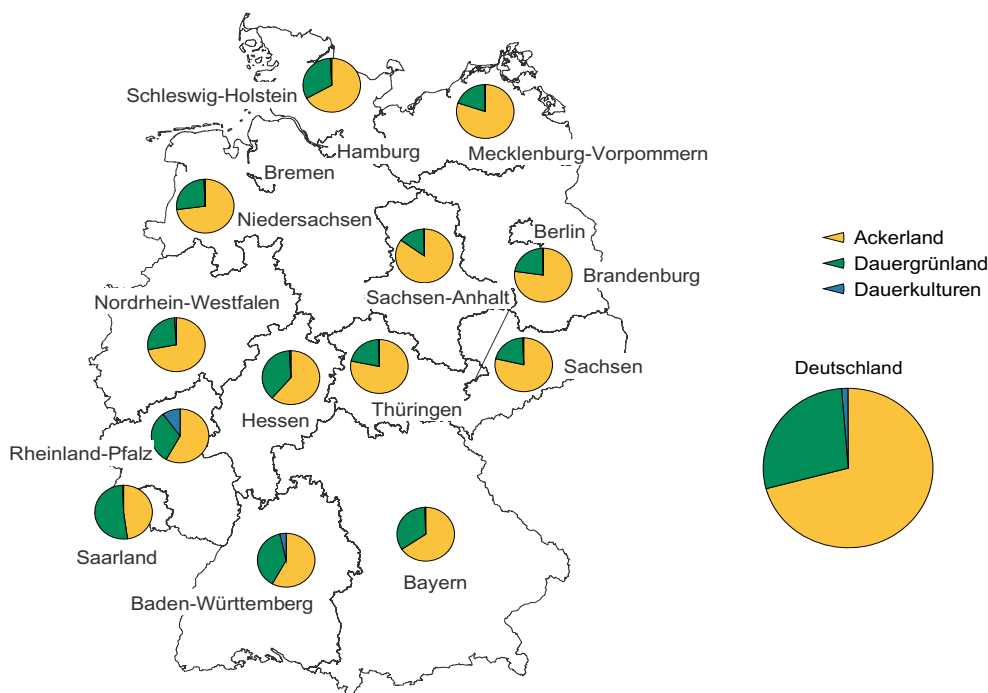 Schleswig-Holstein
Hamburg
Mecklenburg-Vorpommern
Bremen
Niedersachsen
Berlin
Sachsen-Anhalt
Brandenburg
Nordrhein-Westfalen
Sachsen
Hessen
Thüringen
Rheinland-Pfalz
Saarland
Baden-Württemberg
Bayern
Ackerland
Dauergrünland
Dauerkulturen
Deutschland